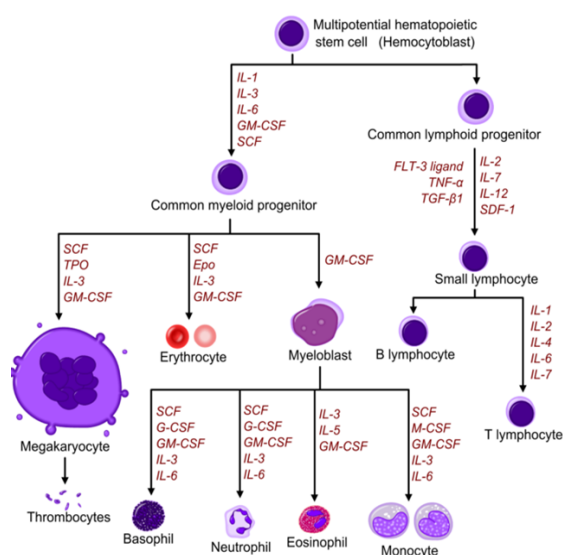 Multipotential hematopoietic
stem cell (Hemocytoblast)
IL-1
IL-3
IL-6
GM-CSF
SCF
Common lymphoid progenitor
FLT-3 ligand
TNF-α
TGF-β1
IL-2
IL-7
IL-12
SDF-1
Common myeloid progenitor
SCF
TPO
IL-3
GM-CSF
SCF
Epo
IL-3
GM-CSF
GM-CSF
Small lymphocyte
Erythrocyte
Myeloblast
B lymphocyte
IL-1
IL-2
IL-4
IL-6
IL-7
T lymphocyte
Megakaryocyte
Thrombocytes
SCF
G-CSF
GM-CSF
IL-3
IL-6
SCF
G-CSF
GM-CSF
IL-3
IL-6
IL-3
IL-5
GM-CSF
SCF
M-CSF
GM-CSF
IL-3
IL-6
Basophil
Neutrophil
Eosinophil
Monocyte